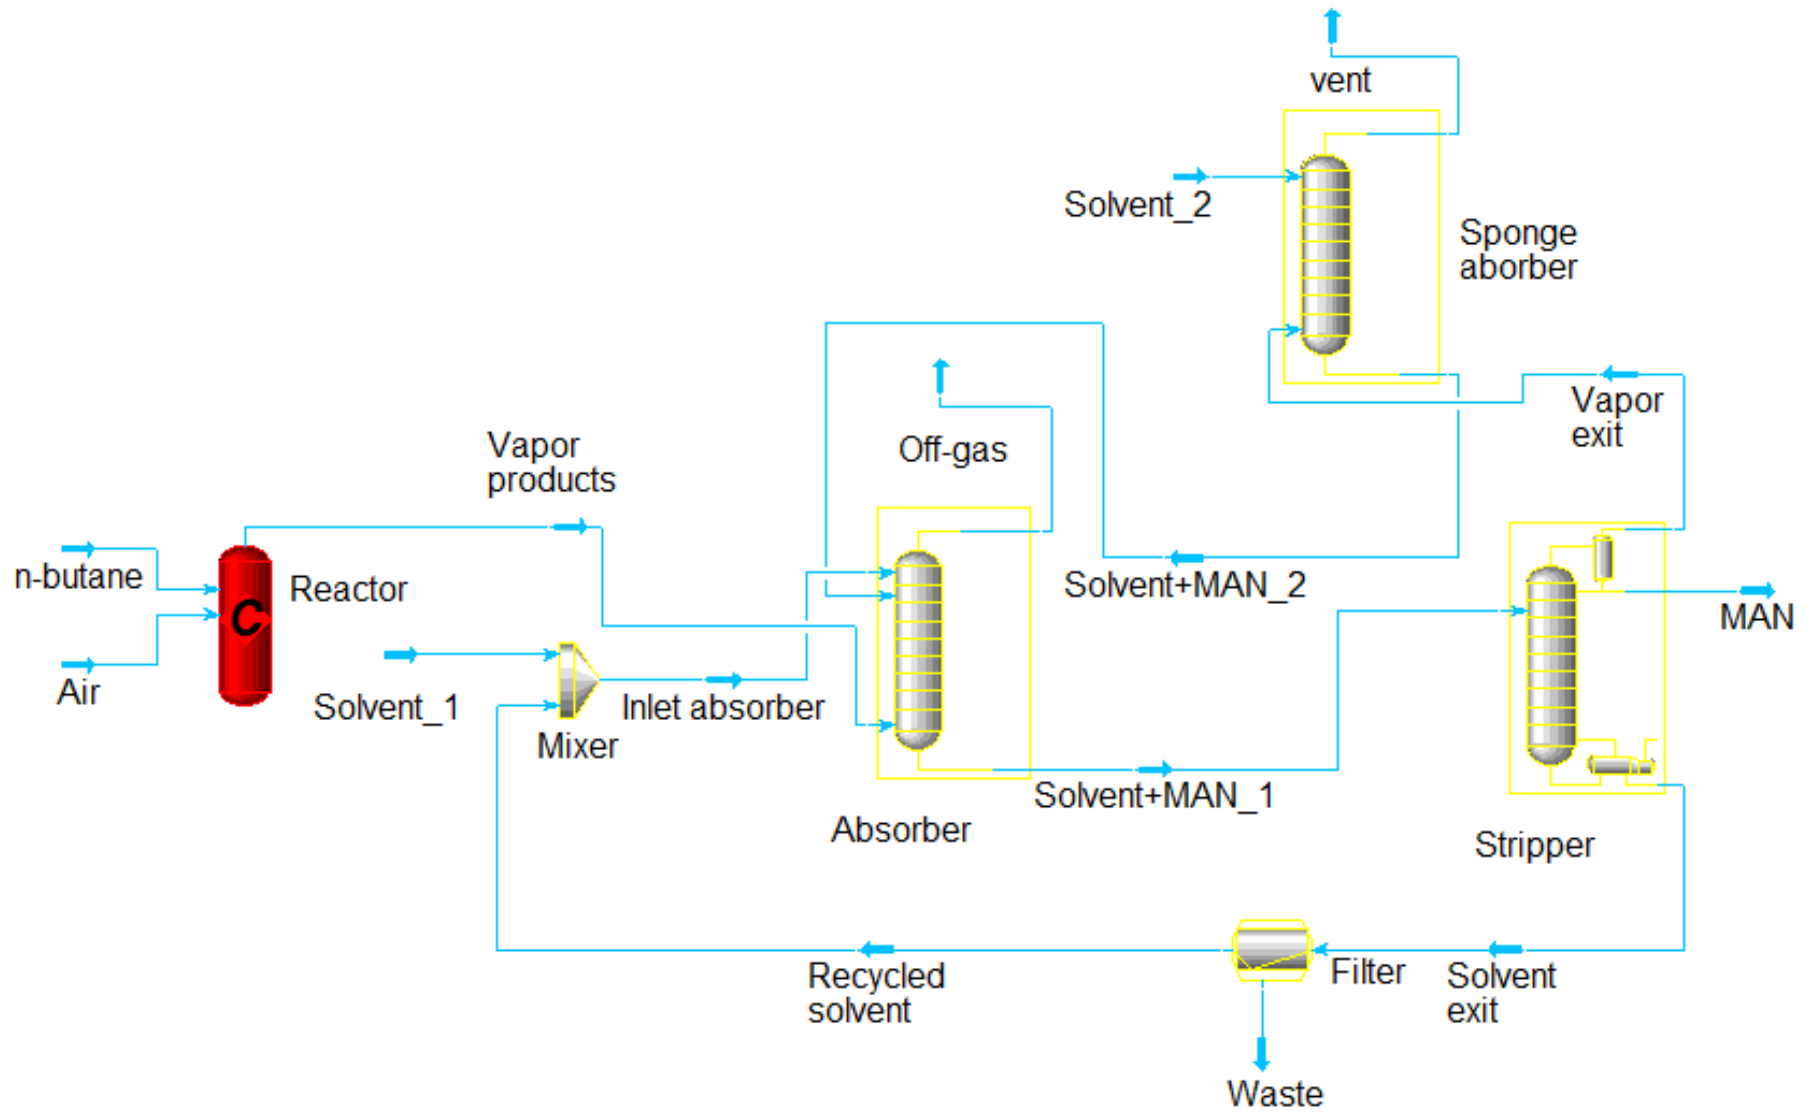 vent
Solvent_2
Sponge
aborber
Vapor
exit
Vapor
products
Off-gas
n-butane
Reactor
Solvent+MAN_2
MAN
Air
Solvent_1
Inlet absorber
Mixer
Solvent+MAN_1
Absorber
Stripper
Recycled
solvent
Filter
Solvent
exit
Waste
C